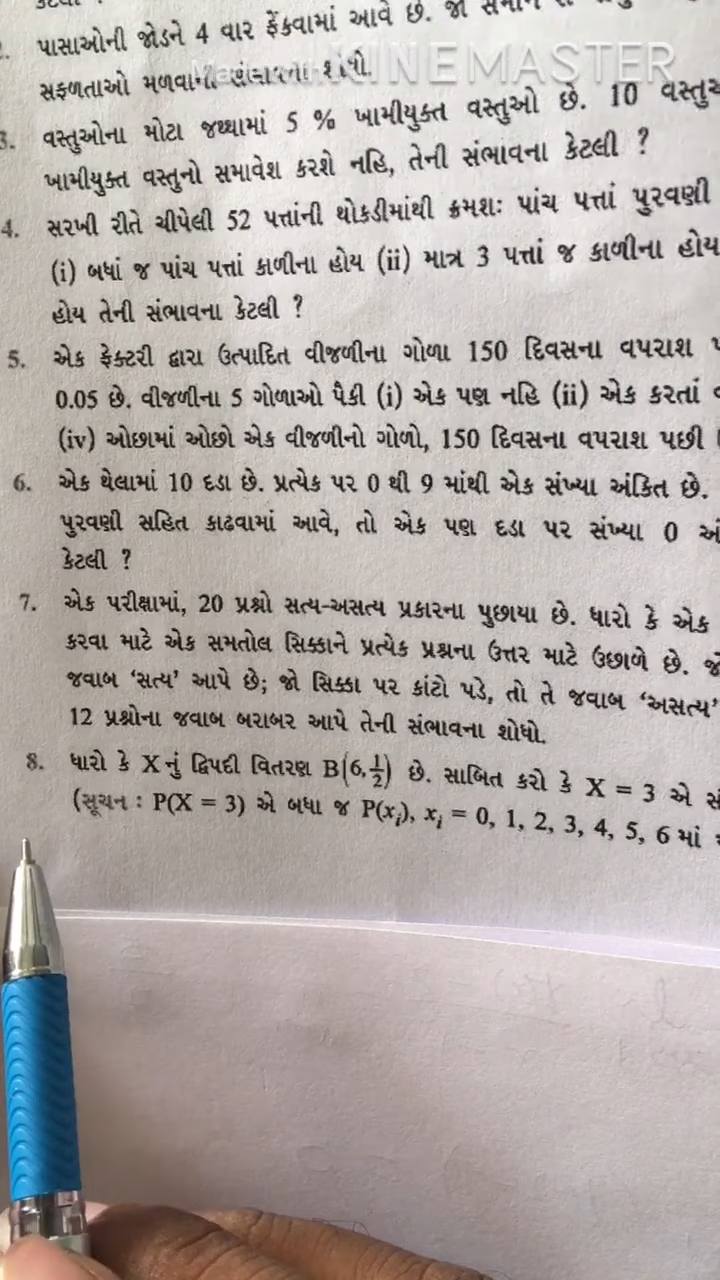 2. પાસાઓની જોડને 4 વાર ફેંકવામાં આવે છે. જો
સફળતાઓ મળવાની સંભાવના શોધો.
KINEMASTER
3. વસ્તુઓના મોટા જથ્થામાં 5 % ખામીયુક્ત વસ્તુઓ છે. 10
ખામીયુક્ત વસ્તુનો સમાવેશ કરશે નહિ, તેની સંભાવના કેટલી ?
4. સરખી રીતે ચીપેલી 52 પત્તાંની થોકડીમાંથી ક્રમશઃ પાંચ પત્તાં પુરવણી
(i) બધાં જ પાંચ પત્તાં કાળીના હોય (ii) માત્ર 3 પત્તાં જ કાળીના હોય
હોય તેની સંભાવના કેટલી ?
5. એક ફેક્ટરી દ્વારા ઉત્પાદિત વીજળીના ગોળા 150 દિવસના વપરાશ
0.05 છે. વીજળીના 5 ગોળાઓ પૈકી (i) એક પણ નહિ (ii) એક કરતાં
(iv) ઓછામાં ઓછો એક વીજળીનો ગોળો, 150 દિવસના વપરાશ પછી
6. એક થેલામાં 10 દડા છે. પ્રત્યેક પર 0 થી 9 માંથી એક સંખ્યા અંકિત છે.
પુરવણી સહિત કાઢવામાં આવે, તો એક પણ દડા પર સંખ્યા 0
કેટલી ?
7. એક પરીક્ષામાં, 20 પ્રશ્નો સત્ય-અસત્ય પ્રકારના પુછાયા છે. ધારો કે એક
કરવા માટે એક સમતોલ સિક્કાને પ્રત્યેક પ્રશ્નના ઉત્તર માટે ઉછાળે છે. જો
જવાબ ‘સત્ય’ આપે છે; જો સિક્કા પર કાંટો પડે, તો તે જવાબ ‘અસત્ય’
12 પ્રશ્નોના જવાબ બરાબર આપે તેની સંભાવના શોધો.
8. ધારો કે X નું દ્વિપદી વિતરણ B(6, 1/2) છે. સાબિત કરો કે X = 3 એ
(સૂચન : P(X = 3) એ બધા જ P(xᵢ), xᵢ = 0, 1, 2, 3, 4, 5, 6 માં